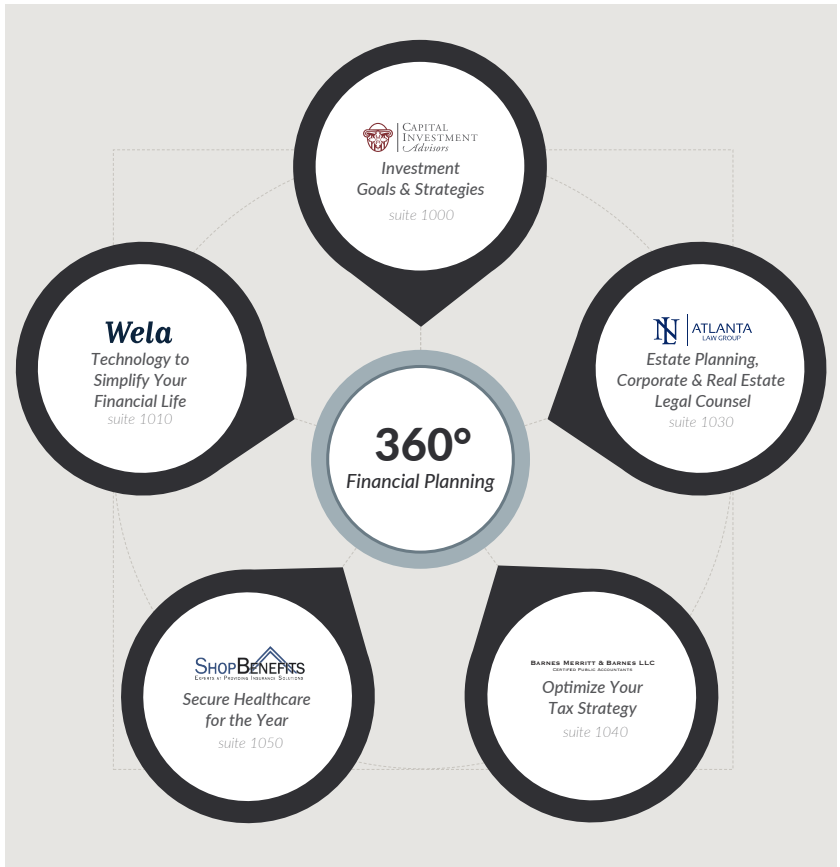 CAPITAL
INVESTMENT
Advisors
Investment
Goals & Strategies
suite 1000
Wela
Technology to
Simplify Your
Financial Life
suite 1010
ATLANTA
LAW GROUP
Estate Planning,
Corporate & Real Estate
Legal Counsel
suite 1030
360°
Financial Planning
SHOPBENEFITS
EXPERTS AT PROVIDING INSURANCE SOLUTIONS
Secure Healthcare
for the Year
suite 1050
BARNES MERRITT & BARNES LLC
CERTIFIED PUBLIC ACCOUNTANTS
Optimize Your
Tax Strategy
suite 1040